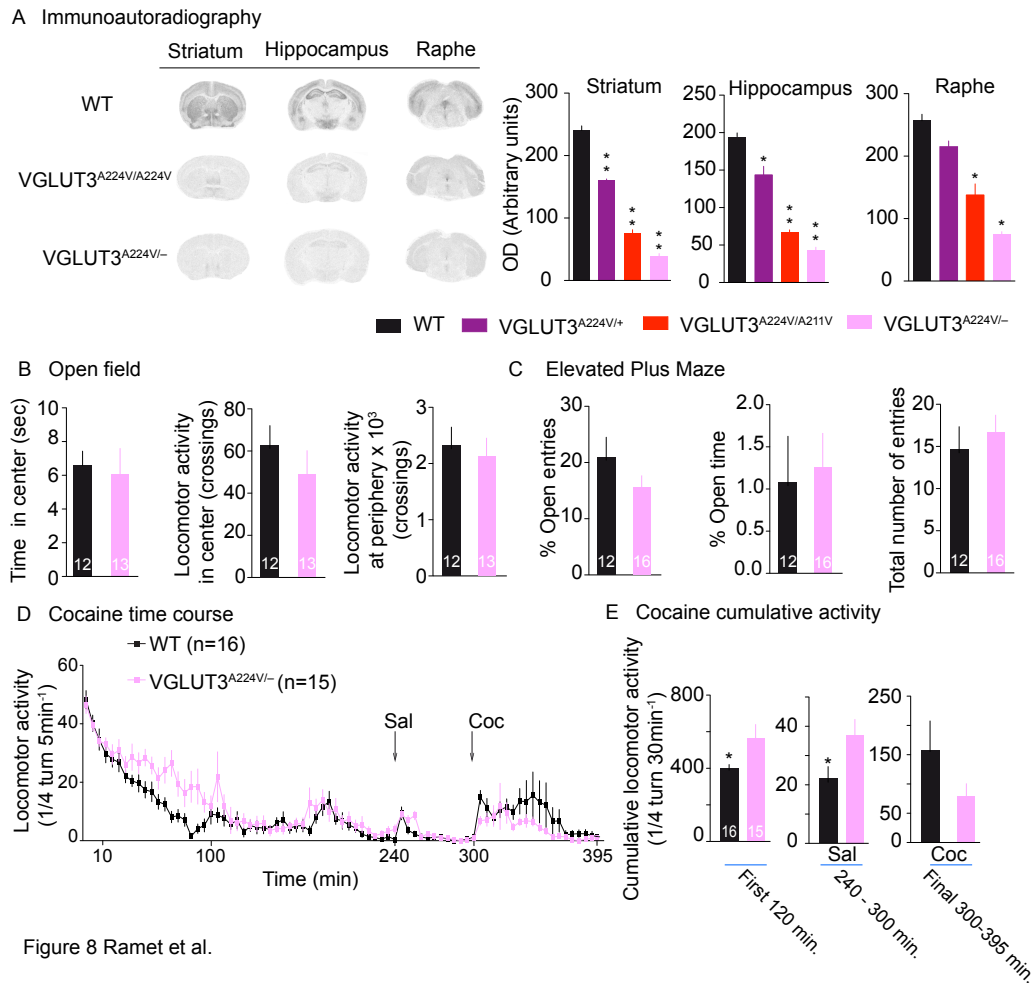 A Immunoautoradiography
Striatum Hippocampus Raphe
WT
VGLUT3A224V/A224V
VGLUT3A224V/–
OD (Arbitrary units)
Striatum
300
200
100
0
**
**
**
Hippocampus
200
150
100
50
0
*
**
**
Raphe
300
200
100
0
*
*
WT VGLUT3A224V/+ VGLUT3A224V/A211V VGLUT3A224V/–
B Open field
Time in center (sec)
10
8
6
4
2
0
12 13
Locomotor activity
in center (crossings)
80
60
40
20
0
12 13
Locomotor activity
at periphery x 10³
(crossings)
3
2
1
0
12 13
C Elevated Plus Maze
% Open entries
30
20
10
0
12 16
% Open time
2.0
1.5
1.0
0.5
0.0
12 16
Total number of entries
20
15
10
5
0
12 16
D Cocaine time course
WT (n=16)
VGLUT3A224V/– (n=15)
Locomotor activity
(1/4 turn 5min-1)
60
40
20
0
Sal Coc
10 100 240 300 395
Time (min)
E Cocaine cumulative activity
Cumulative locomotor activity
(1/4 turn 30min-1)
800
400
0
*
16 15
First 120 min.
40
20
0
*
Sal
240 - 300 min.
250
150
100
50
0
Coc
Final 300-395 min.
Figure 8 Ramet et al.